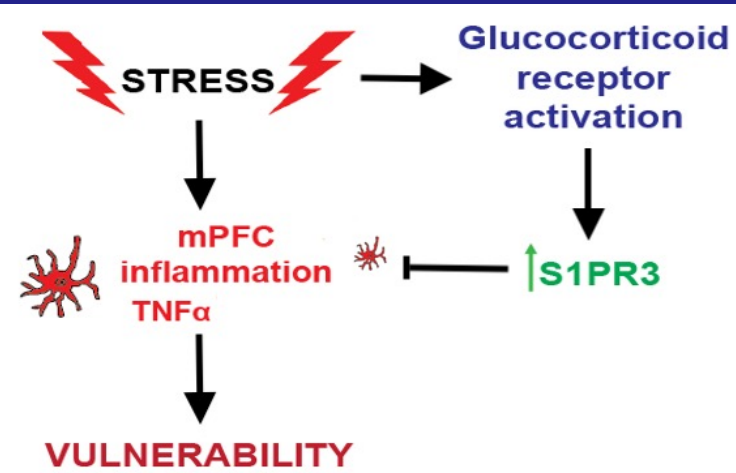 STRESS
Glucocorticoid
receptor
activation
mPFC
inflammation
TNFα
↑S1PR3
VULNERABILITY